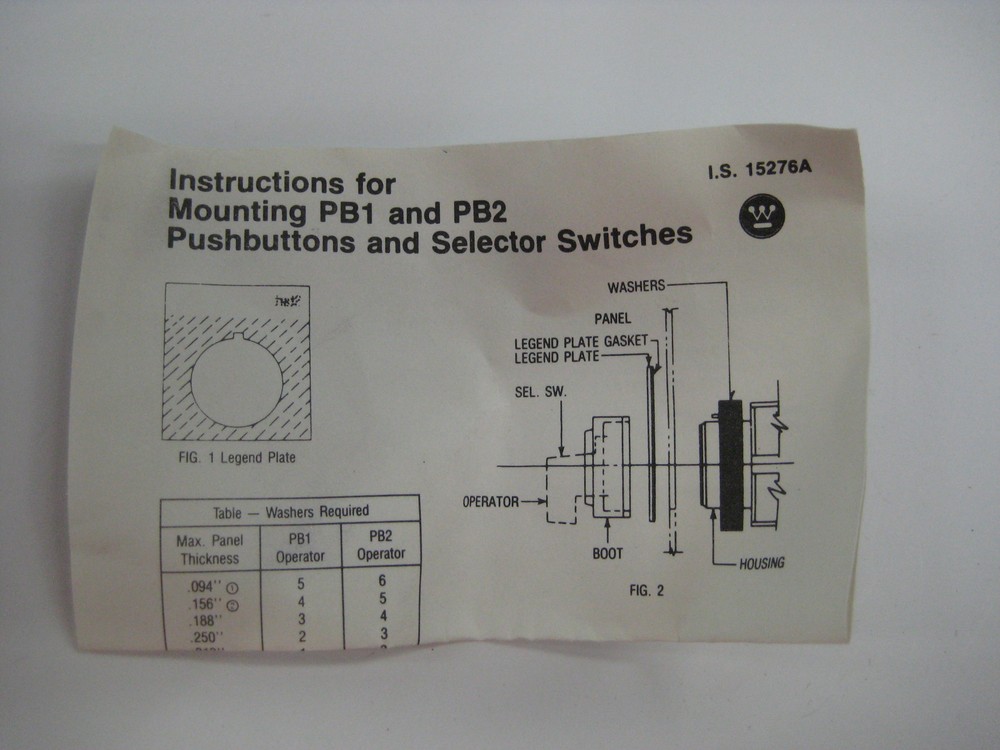 Instructions for
Mounting PB1 and PB2
Pushbuttons and Selector Switches
I.S. 15276A
W
FIG. 1 Legend Plate
WASHERS
PANEL
LEGEND PLATE GASKET
LEGEND PLATE
SEL. SW.
OPERATOR
BOOT
HOUSING
FIG. 2
Table — Washers Required
Max. Panel Thickness PB1 Operator PB2 Operator
.094'' ① 5 6
.156'' ② 4 5
.188'' 3 4
.250'' 2 3